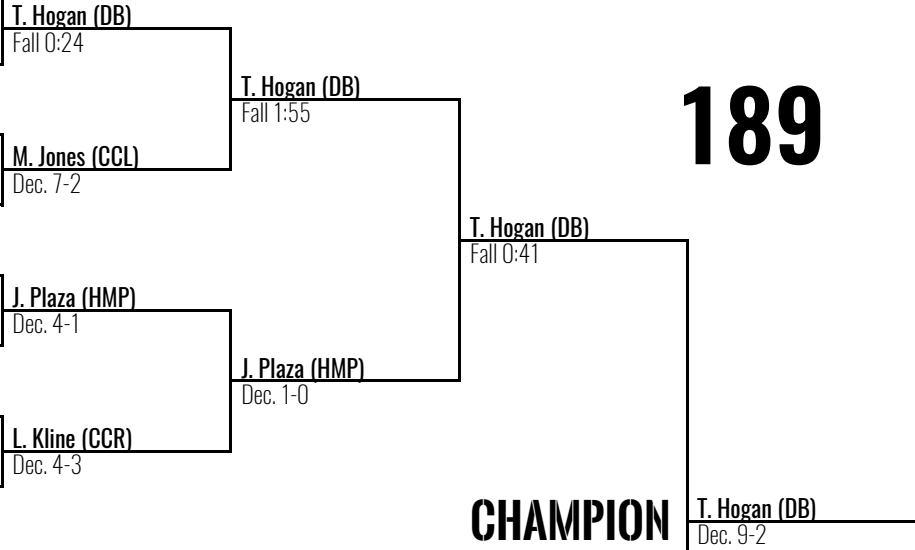 T. Hogan (DB)
Fall 0:24
T. Hogan (DB)
Fall 1:55
189
M. Jones (CCL)
Dec. 7-2
T. Hogan (DB)
Fall 0:41
J. Plaza (HMP)
Dec. 4-1
J. Plaza (HMP)
Dec. 1-0
L. Kline (CCR)
Dec. 4-3
CHAMPION
T. Hogan (DB)
Dec. 9-2